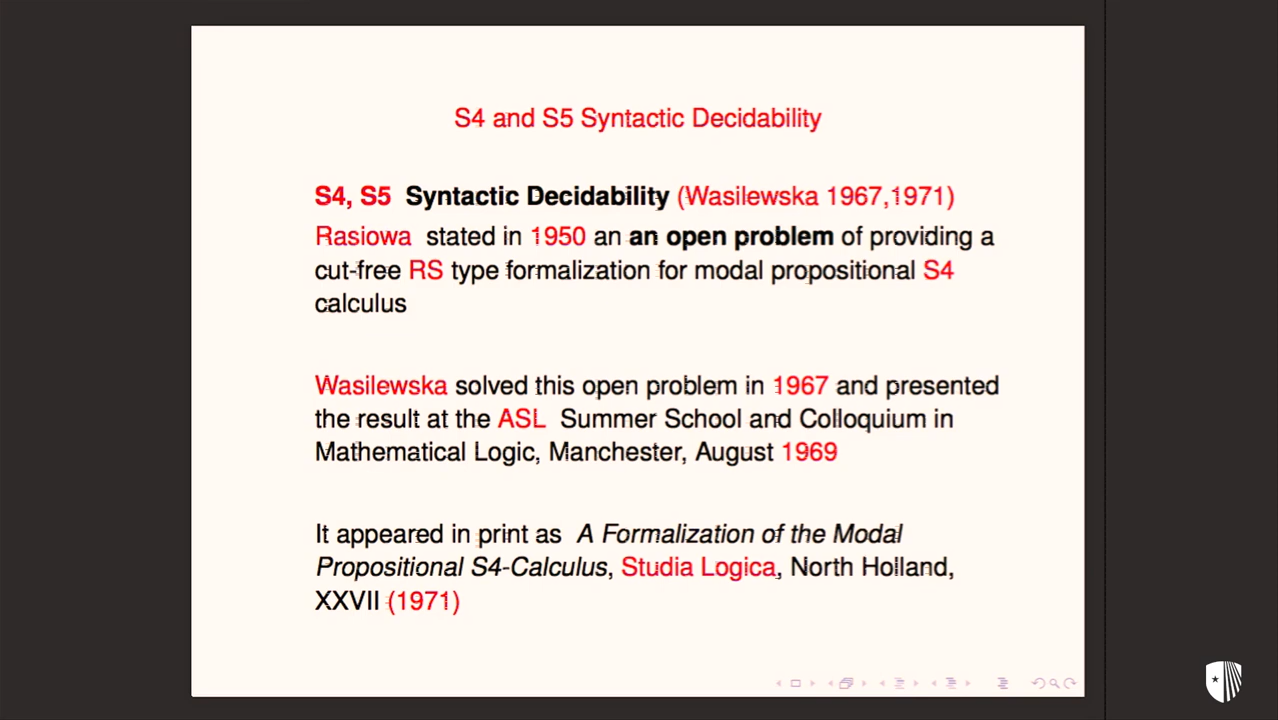 S4 and S5 Syntactic Decidability
S4, S5 Syntactic Decidability (Wasilewska 1967,1971)
Rasiowa stated in 1950 an an open problem of providing a
cut-free RS type formalization for modal propositional S4
calculus
Wasilewska solved this open problem in 1967 and presented
the result at the ASL Summer School and Colloquium in
Mathematical Logic, Manchester, August 1969
It appeared in print as A Formalization of the Modal
Propositional S4-Calculus, Studia Logica, North Holland,
XXVII (1971)